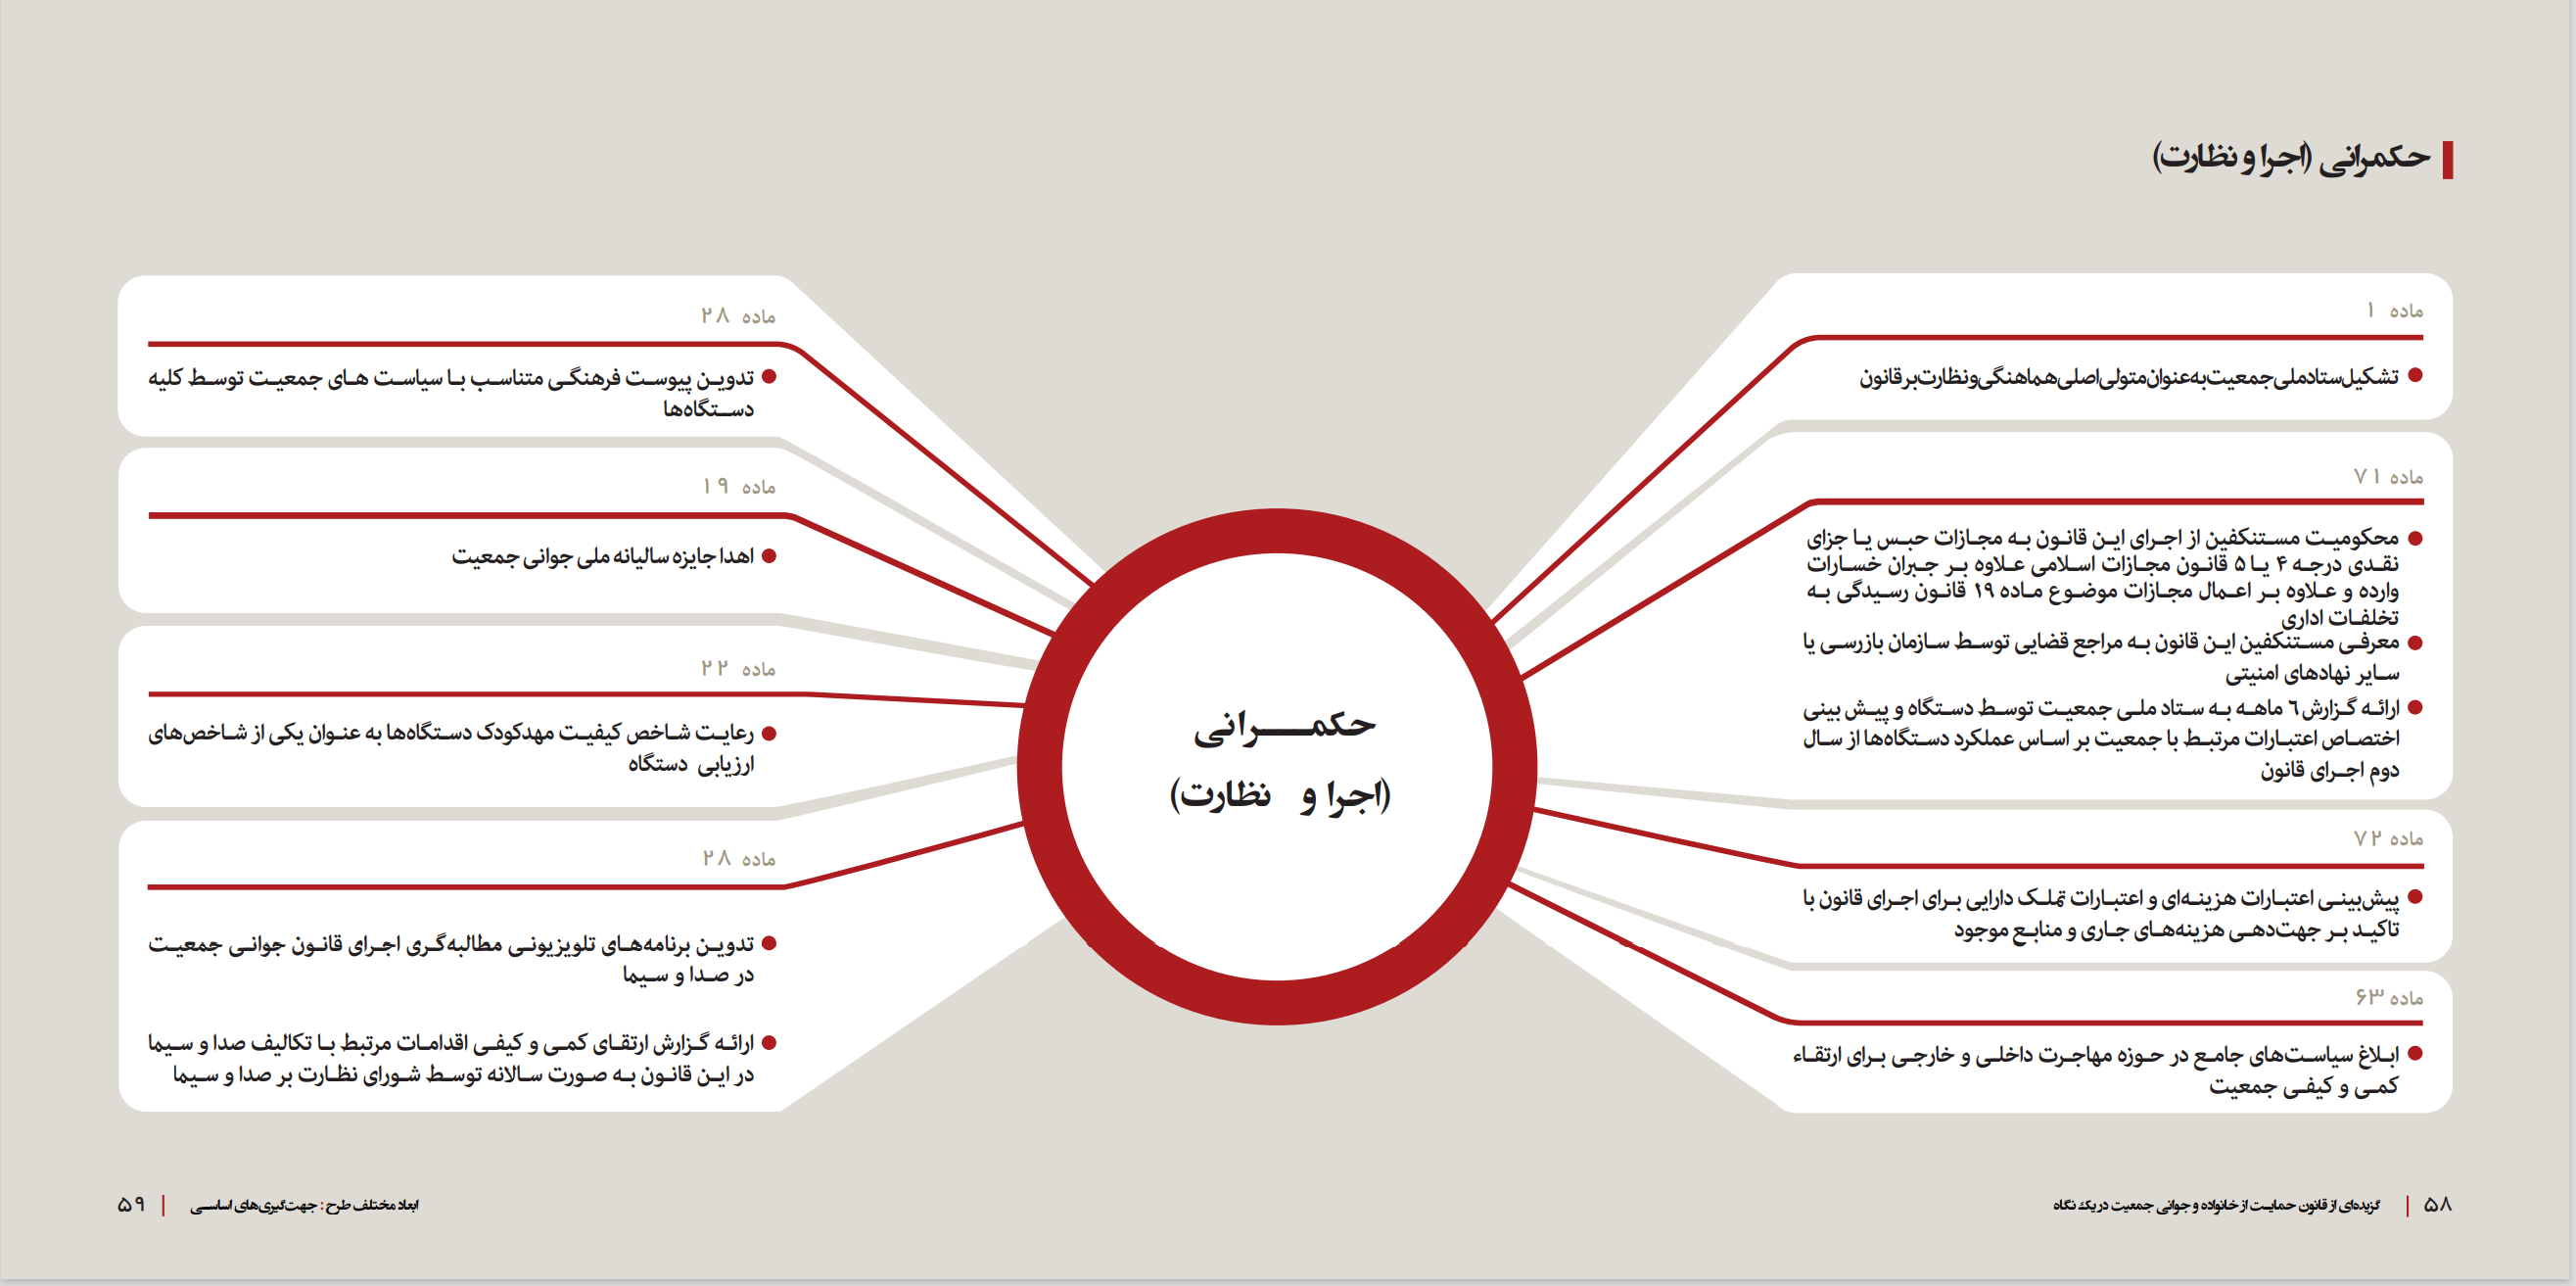 حکمرانی (اجرا و نظارت)
ماده ۱
تشکیل‌ستادملی‌جمعیت‌به‌عنوان‌متولی‌اصلی‌هماهنگی‌ونظارت‌برقانون
ماده ۷۱
محکومیت مستنکفین از اجرای این قانون به مجازات حبس یا جزای
نقدی درجه ۴ یا ۵ قانون مجازات اسلامی علاوه بر جبران خسارات
وارده و علاوه بر اعمال مجازات موضوع ماده ۱۹ قانون رسیدگی به
تخلفات اداری
معرفی مستنکفین این قانون به مراجع قضایی توسط سازمان بازرسی یا
سایر نهادهای امنیتی
ارائه گزارش ٦ ماهه به ستاد ملی جمعیت توسط دستگاه و پیش بینی
اختصاص اعتبارات مرتبط با جمعیت بر اساس عملکرد دستگاه‌ها از سال
دوم اجرای قانون
ماده ۷۲
پیش‌بینی اعتبارات هزینه‌ای و اعتبارات تملک دارایی برای اجرای قانون با
تاکید بر جهت‌دهی هزینه‌های جاری و منابع موجود
ماده ۶۳
ابلاغ سیاست‌های جامع در حوزه مهاجرت داخلی و خارجی برای ارتقاء
کمی و کیفی جمعیت
حکمرانی
(اجرا و نظارت)
ماده ۲۸
تدوین پیوست فرهنگی متناسب با سیاست های جمعیت توسط کلیه
دستگاه‌ها
ماده ۱۹
اهدا جایزه سالیانه ملی جوانی جمعیت
ماده ۲۲
رعایت شاخص کیفیت مهدکودک دستگاه‌ها به عنوان یکی از شاخص‌های
ارزیابی دستگاه
ماده ۲۸
تدوین برنامه‌های تلویزیونی مطالبه‌گری اجرای قانون جوانی جمعیت
در صدا و سیما
ارائه گزارش ارتقای کمی و کیفی اقدامات مرتبط با تکالیف صدا و سیما
در این قانون به صورت سالانه توسط شورای نظارت بر صدا و سیما
۵۸ | گزیده‌ای از قانون حمایت از خانواده و جوانی جمعیت در یک نگاه
ابعاد مختلف طرح: جهت‌گیری‌های اساسی | ۵۹